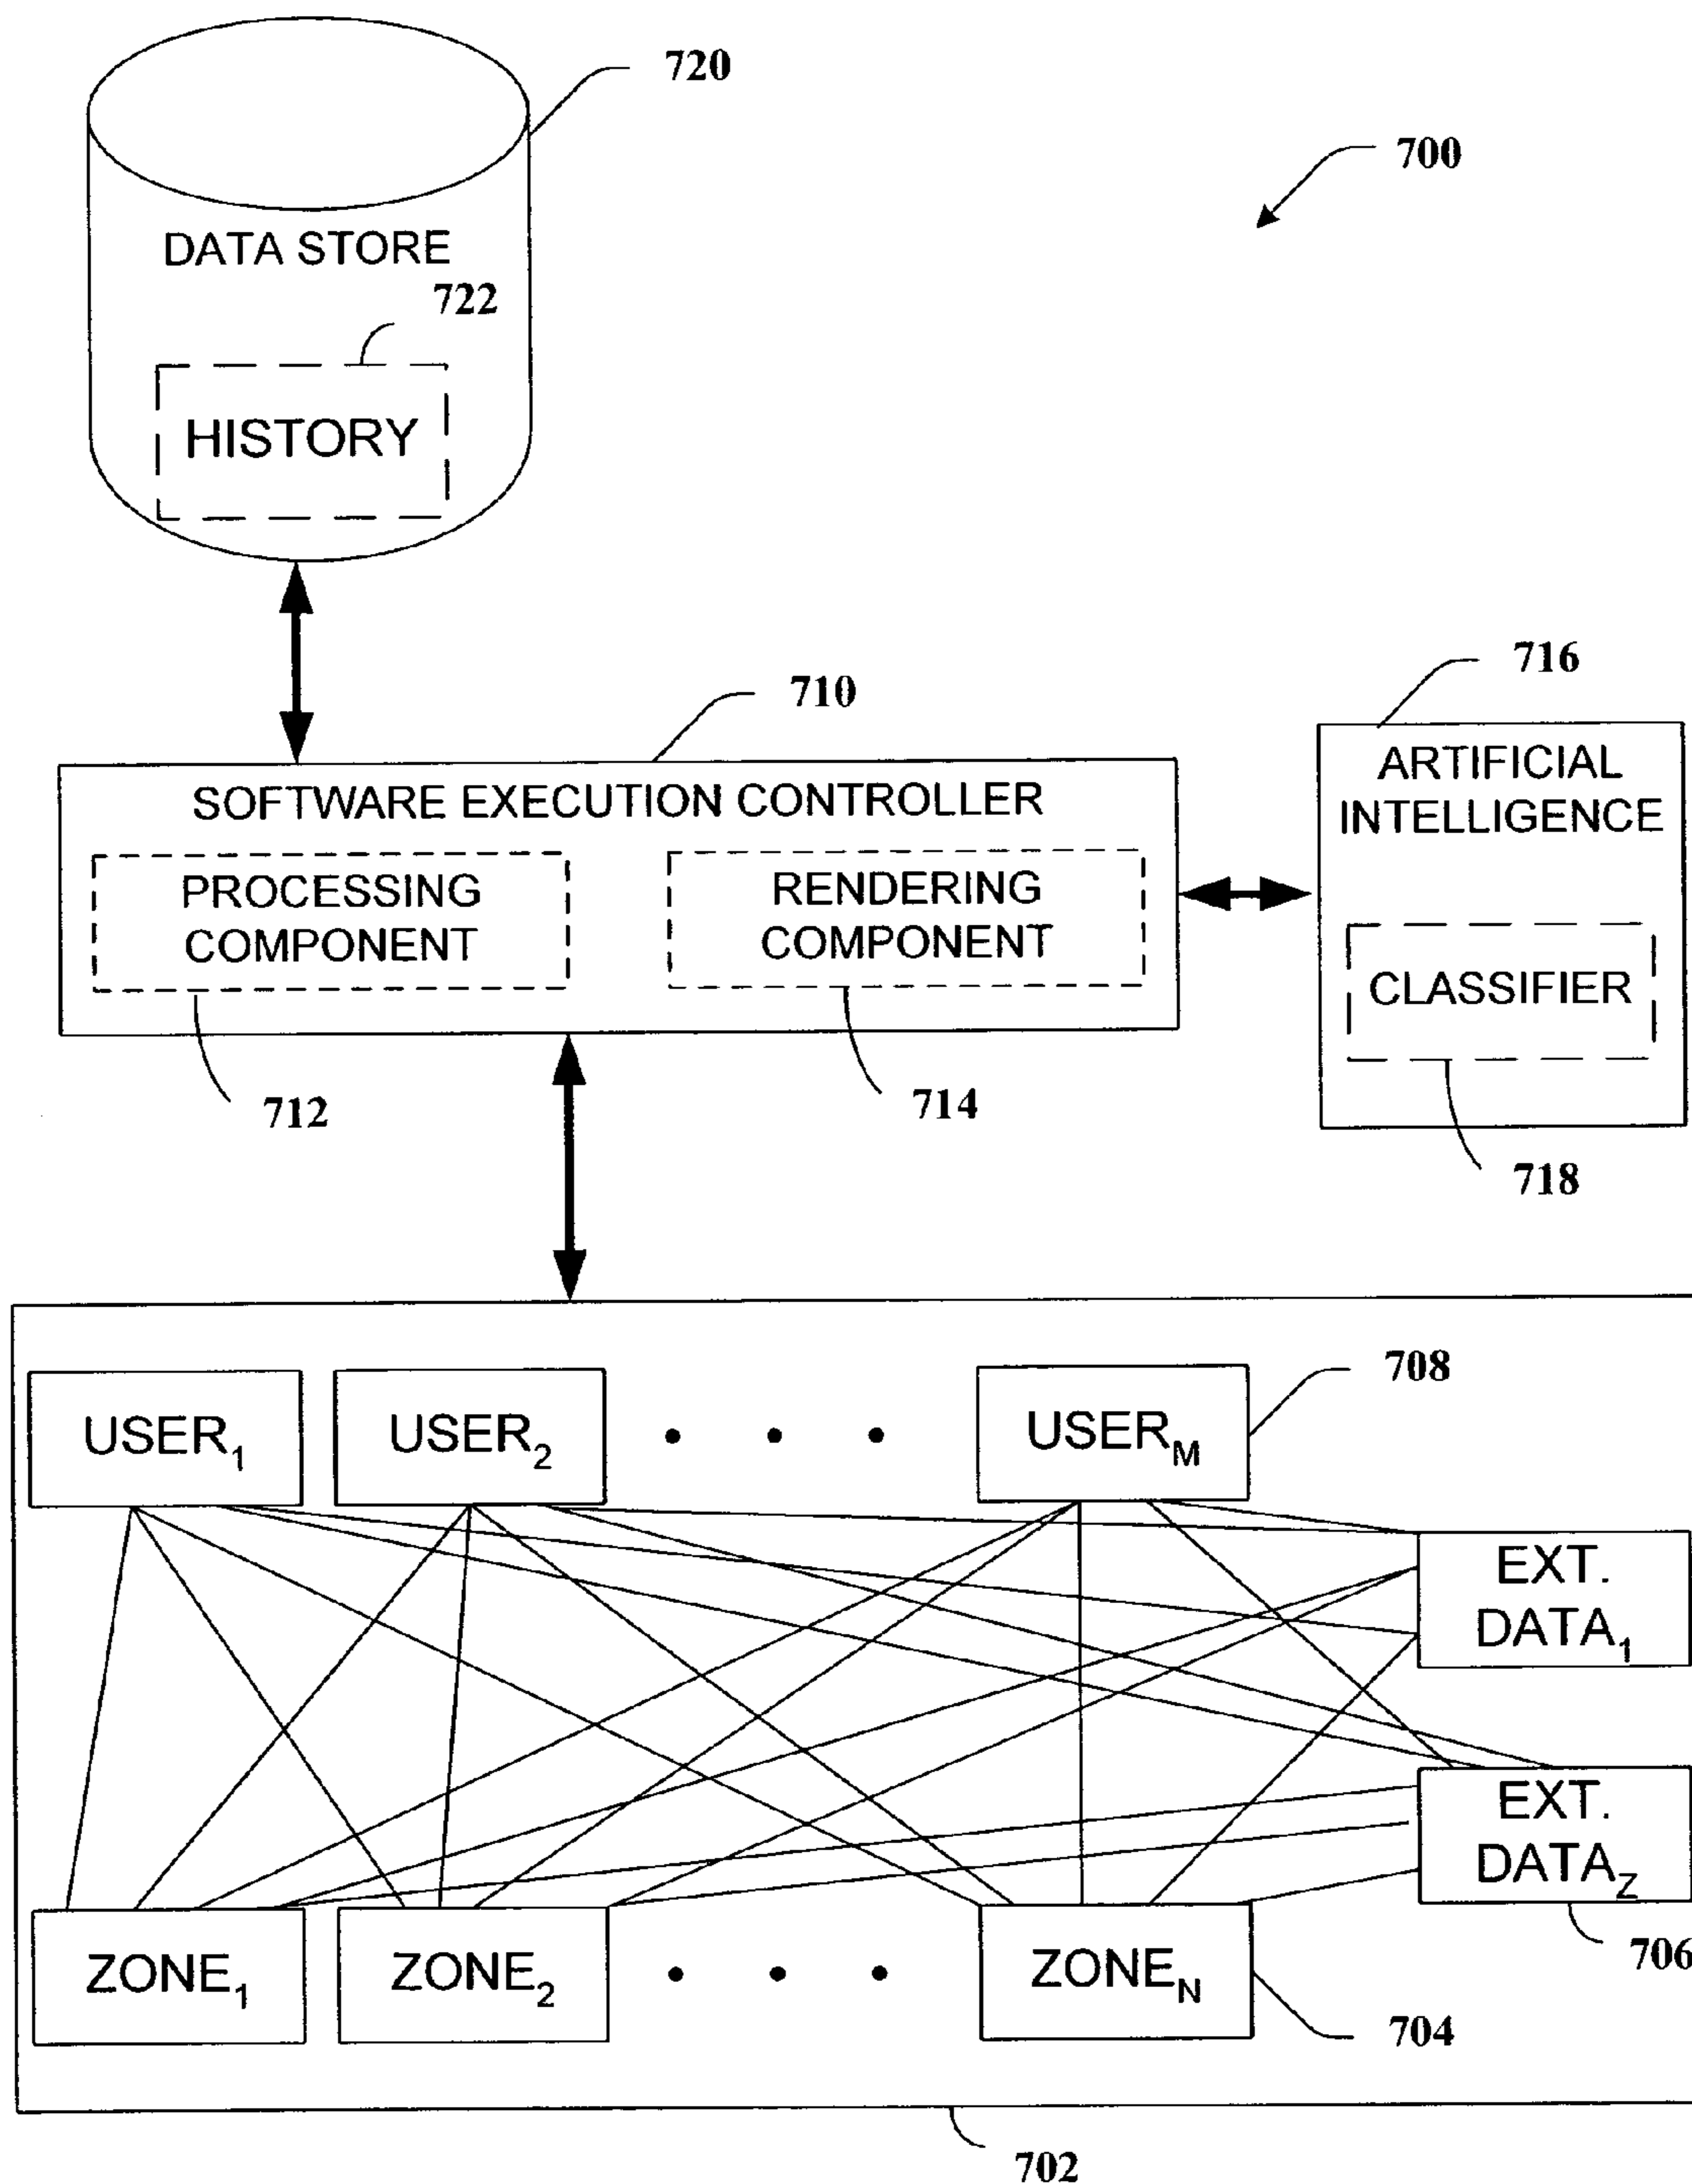 720
700
DATA STORE
722
HISTORY
710
716
SOFTWARE EXECUTION CONTROLLER
PROCESSING
COMPONENT
RENDERING
COMPONENT
ARTIFICIAL
INTELLIGENCE
CLASSIFIER
712
714
718
708
USER1
USER2
• • •
USERM
EXT.
DATA1
EXT.
DATAZ
706
ZONE1
ZONE2
• • •
ZONEN
704
702